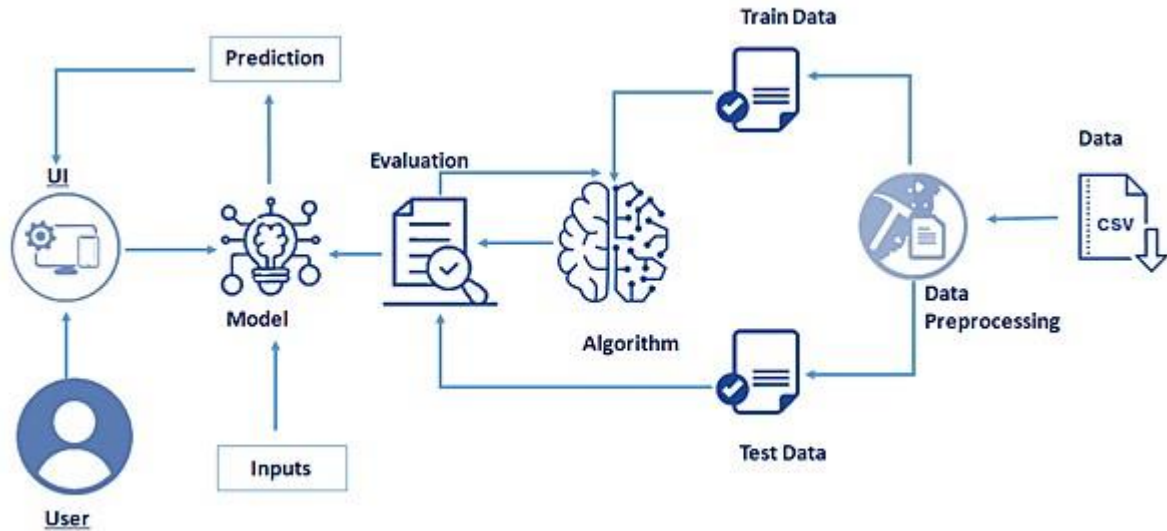 Train Data
Prediction
Data
Evaluation
UI
CSV
Data
Preprocessing
Model
Algorithm
Test Data
Inputs
User